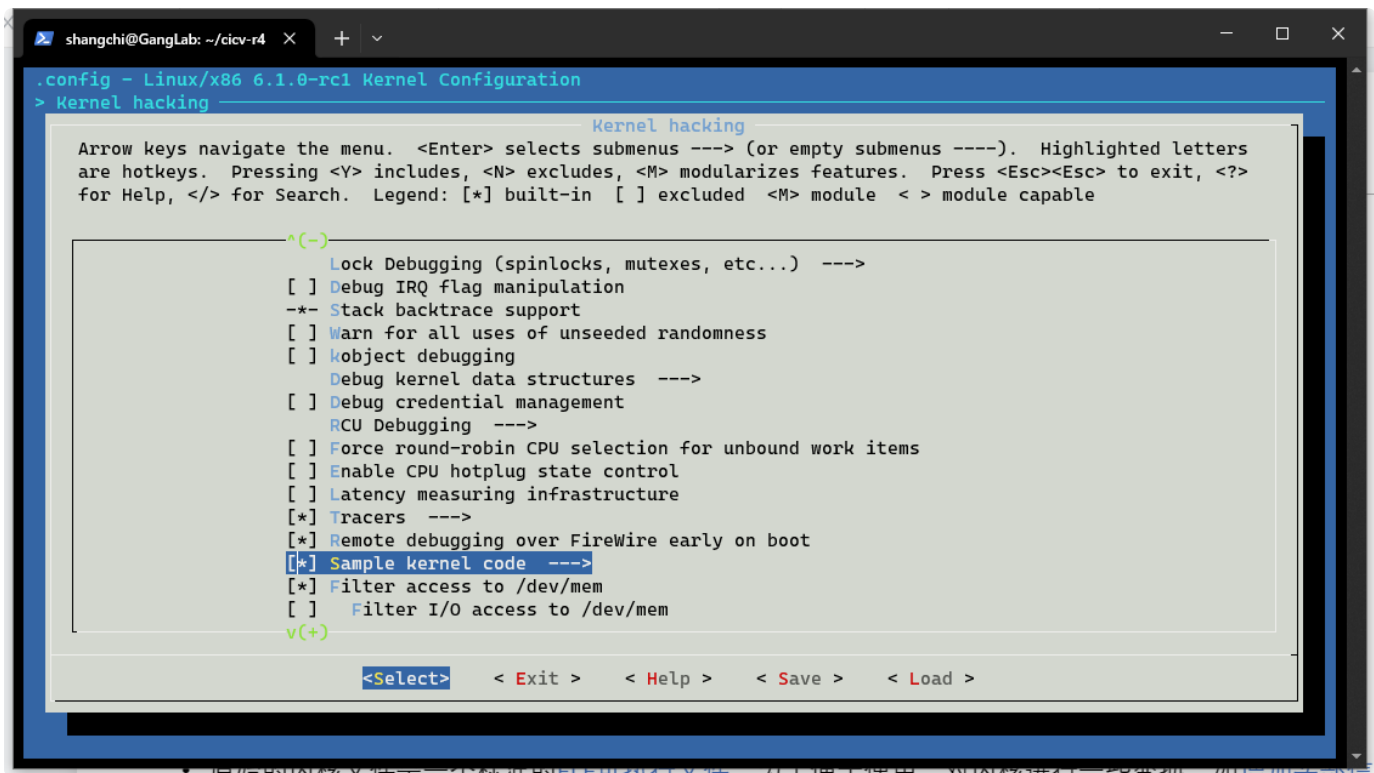 shangchi@GangLab: ~/cicv-r4
.config - Linux/x86 6.1.0-rc1 Kernel Configuration
> Kernel hacking
Kernel hacking
Arrow keys navigate the menu.  <Enter> selects submenus ---> (or empty submenus ----).  Highlighted letters
are hotkeys.  Pressing <Y> includes, <N> excludes, <M> modularizes features.  Press <Esc><Esc> to exit, <?>
for Help, </> for Search.  Legend: [*] built-in  [ ] excluded  <M> module  < > module capable
^(-)
Lock Debugging (spinlocks, mutexes, etc...)  --->
[ ] Debug IRQ flag manipulation
-*- Stack backtrace support
[ ] Warn for all uses of unseeded randomness
[ ] kobject debugging
Debug kernel data structures  --->
[ ] Debug credential management
RCU Debugging  --->
[ ] Force round-robin CPU selection for unbound work items
[ ] Enable CPU hotplug state control
[ ] Latency measuring infrastructure
[*] Tracers  --->
[*] Remote debugging over FireWire early on boot
[*] Sample kernel code  --->
[*] Filter access to /dev/mem
[ ]   Filter I/O access to /dev/mem
v(+)
<Select>    < Exit >    < Help >    < Save >    < Load >